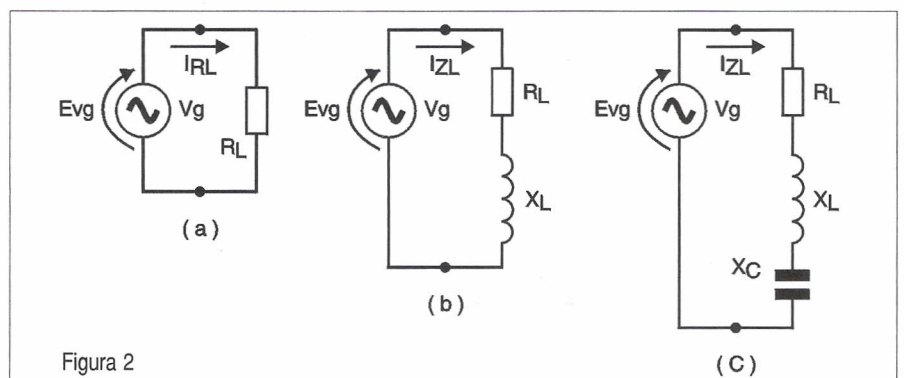 IRL
Evg
Vg
RL
(a)
IZL
Evg
Vg
RL
XL
(b)
IZL
Evg
Vg
RL
XL
XC
(C)
Figura 2